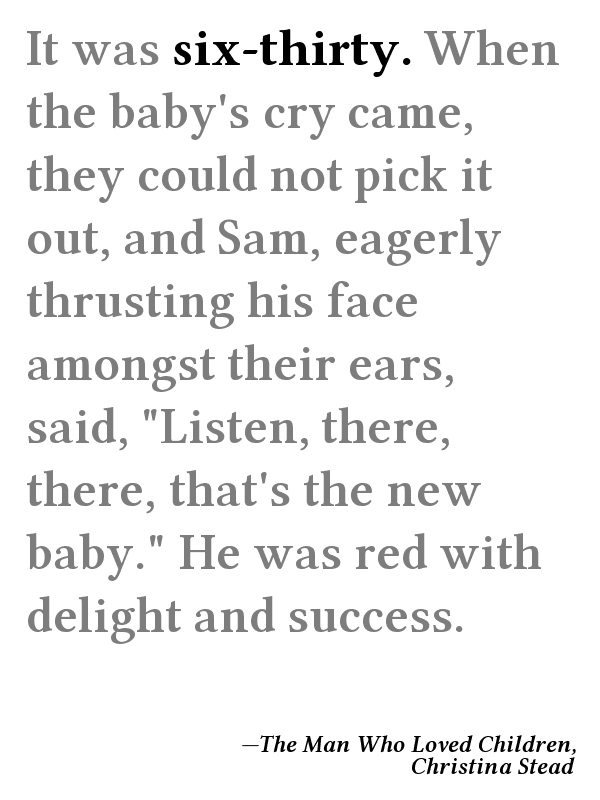 It was six-thirty. When
the baby's cry came,
they could not pick it
out, and Sam, eagerly
thrusting his face
amongst their ears,
said, "Listen, there,
there, that's the new
baby." He was red with
delight and success.
—The Man Who Loved Children,
Christina Stead